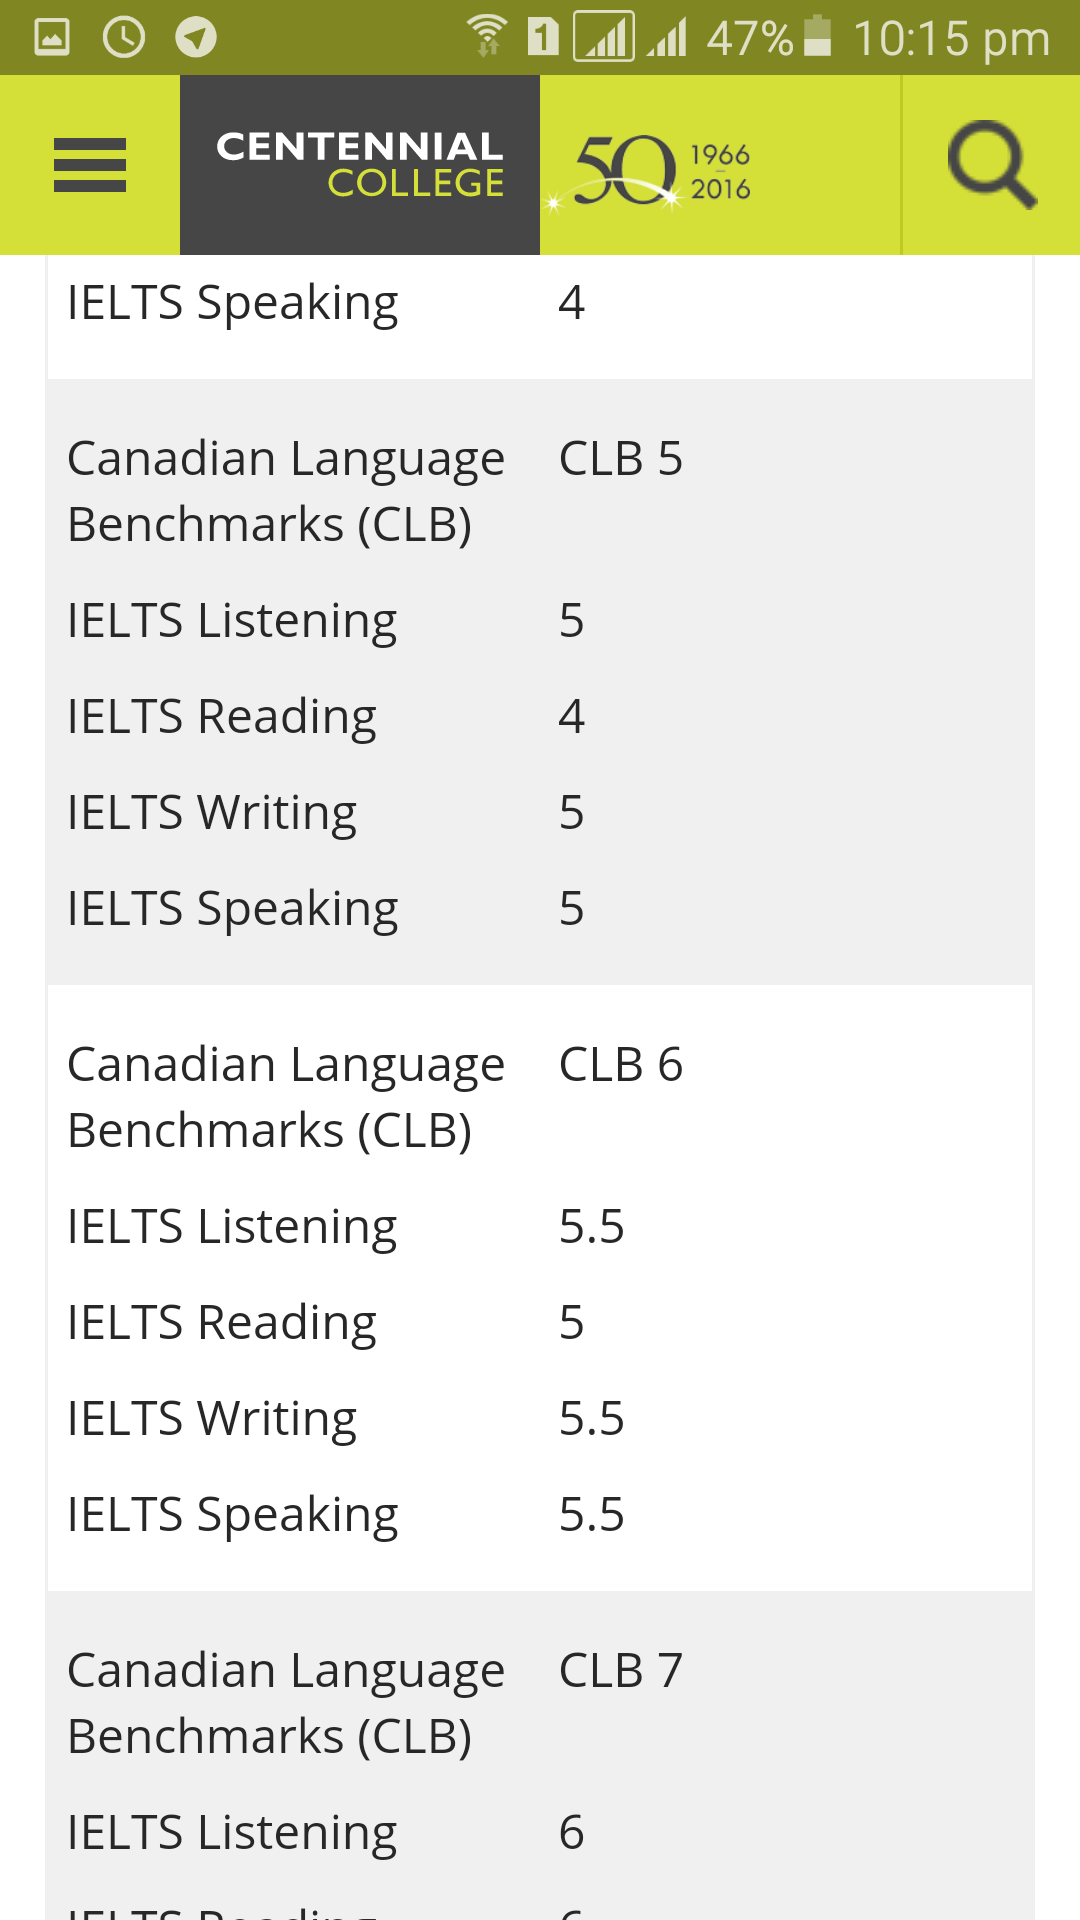 1 47% 10:15 pm
CENTENNIAL
COLLEGE
50 1966
2016
IELTS Speaking 4
Canadian Language CLB 5
Benchmarks (CLB)
IELTS Listening 5
IELTS Reading 4
IELTS Writing 5
IELTS Speaking 5
Canadian Language CLB 6
Benchmarks (CLB)
IELTS Listening 5.5
IELTS Reading 5
IELTS Writing 5.5
IELTS Speaking 5.5
Canadian Language CLB 7
Benchmarks (CLB)
IELTS Listening 6
IELTS Reading